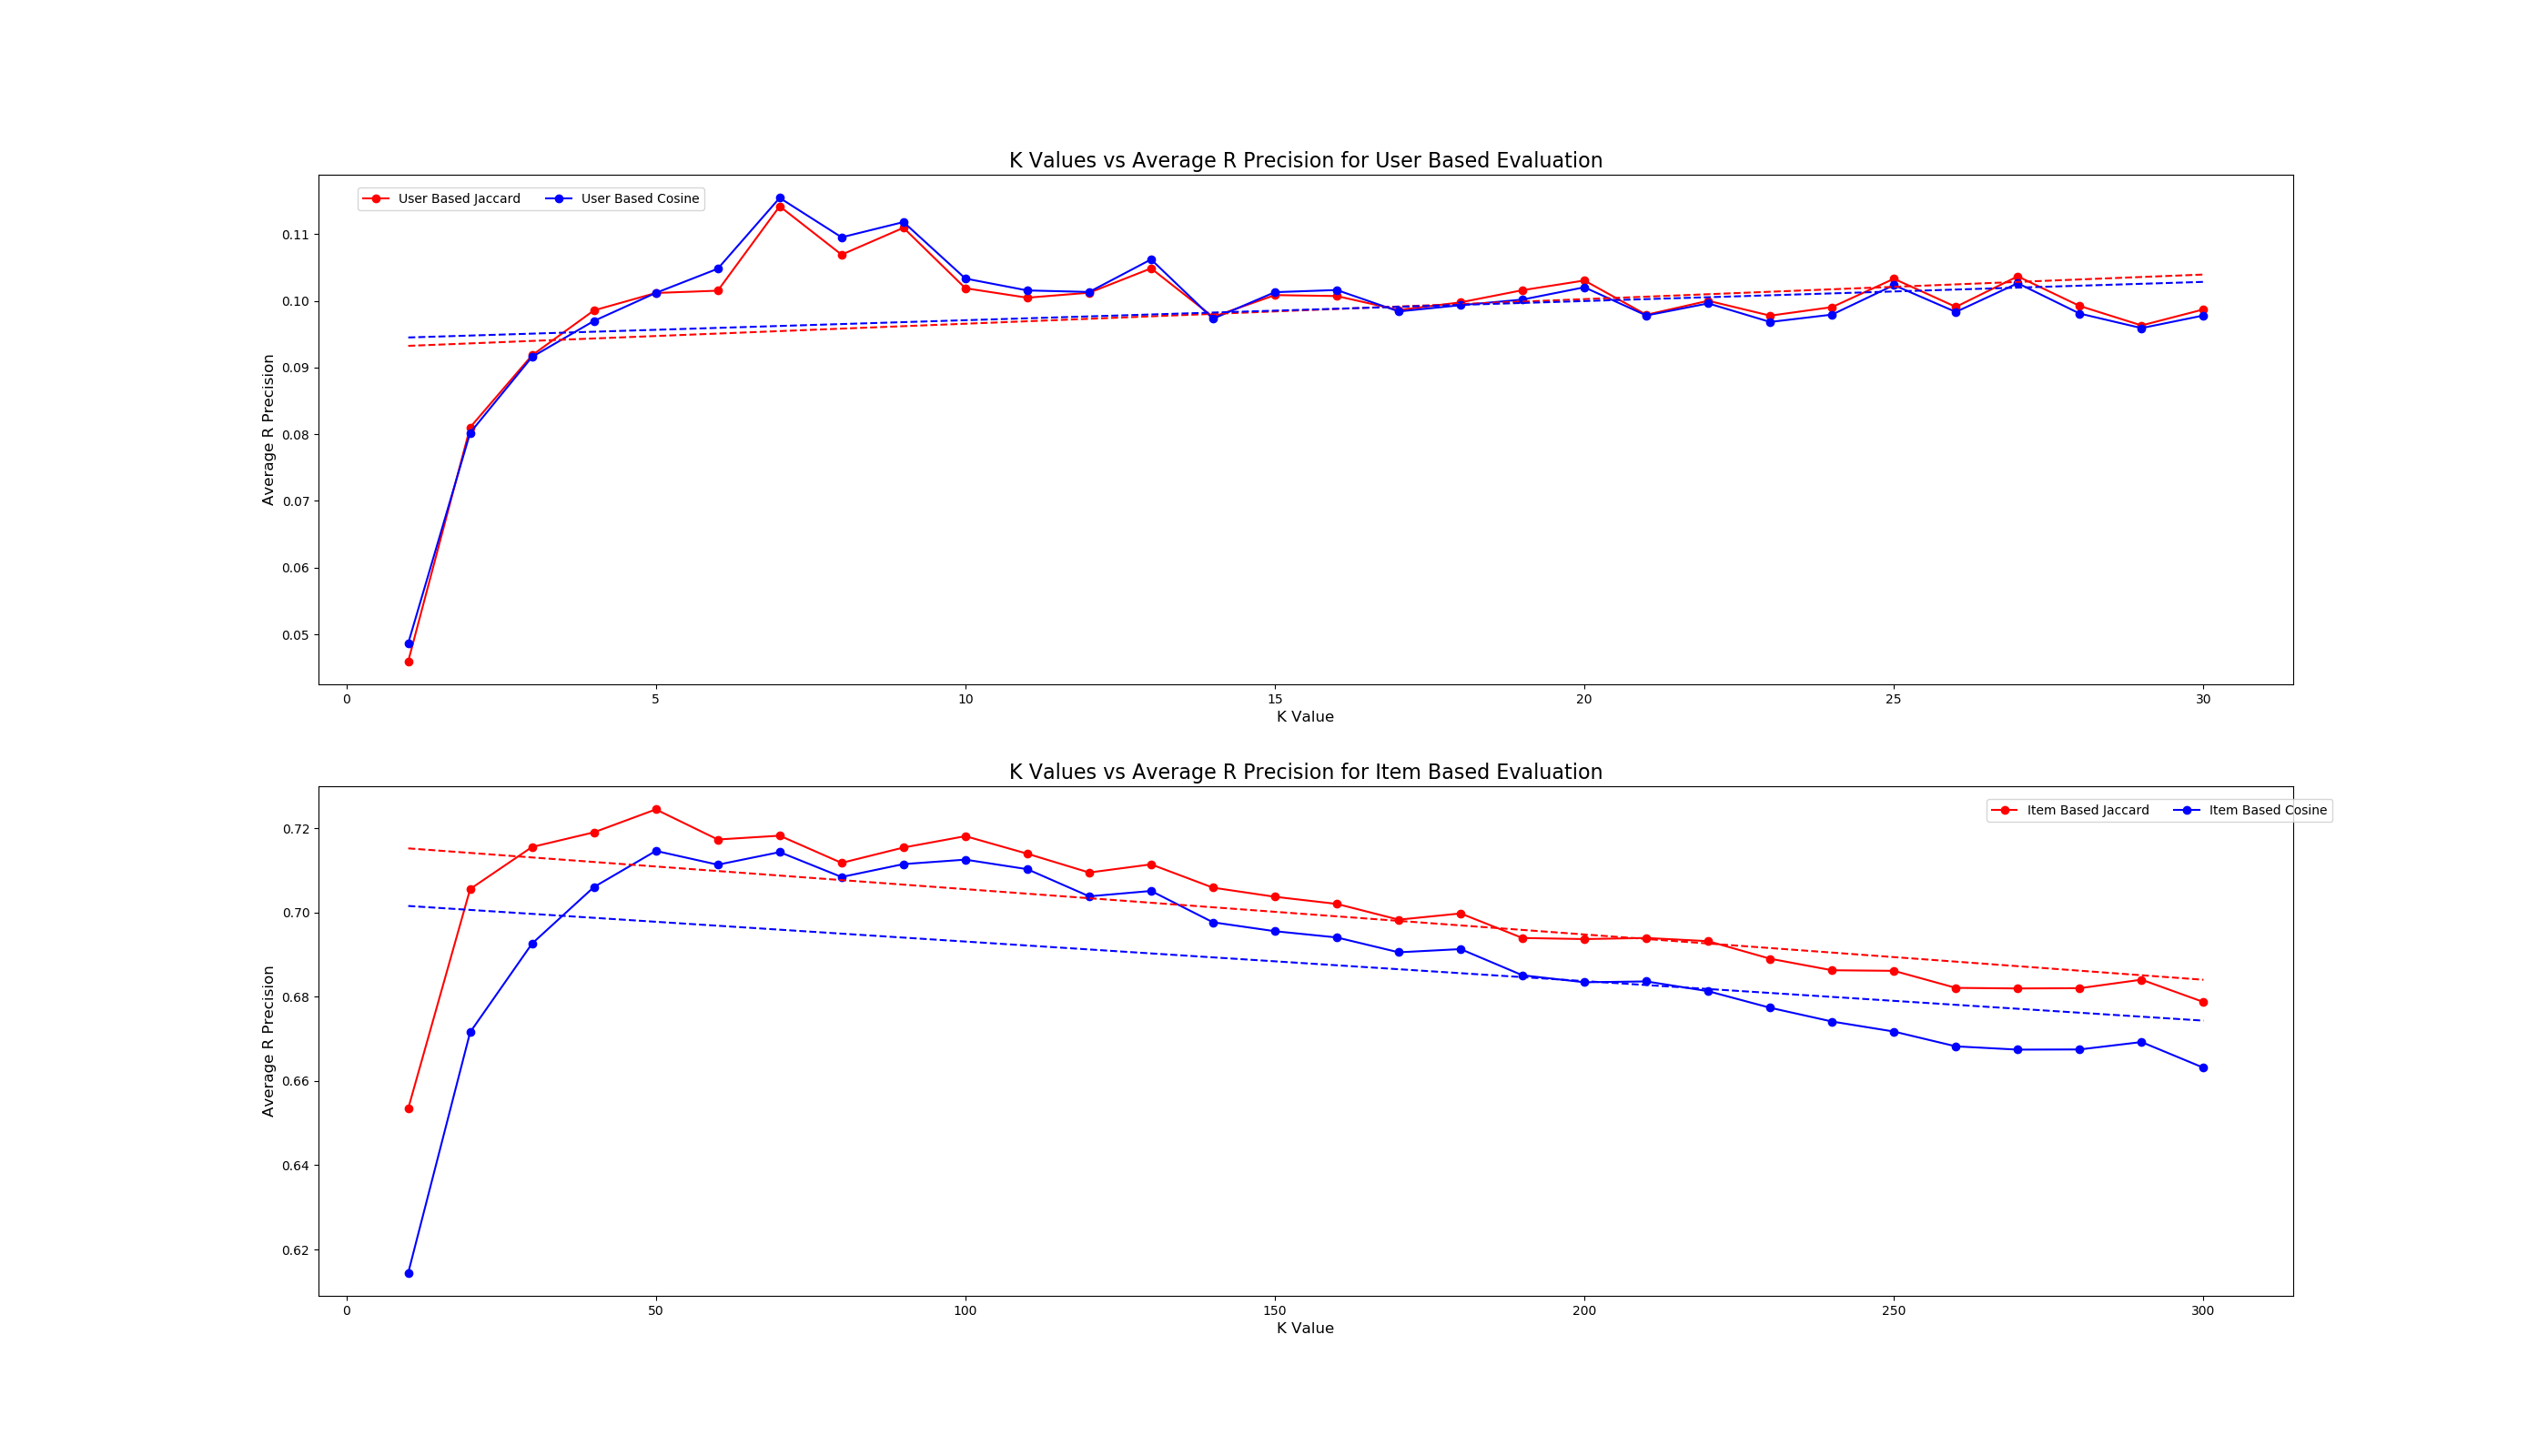 K Values vs Average R Precision for User Based Evaluation
User Based Jaccard User Based Cosine
0.11
0.10
0.09
0.08
0.07
0.06
0.05
Average R Precision
0 5 10 15 20 25 30
K Value
K Values vs Average R Precision for Item Based Evaluation
Item Based Jaccard Item Based Cosine
0.72
0.70
0.68
0.66
0.64
0.62
Average R Precision
0 50 100 150 200 250 300
K Value